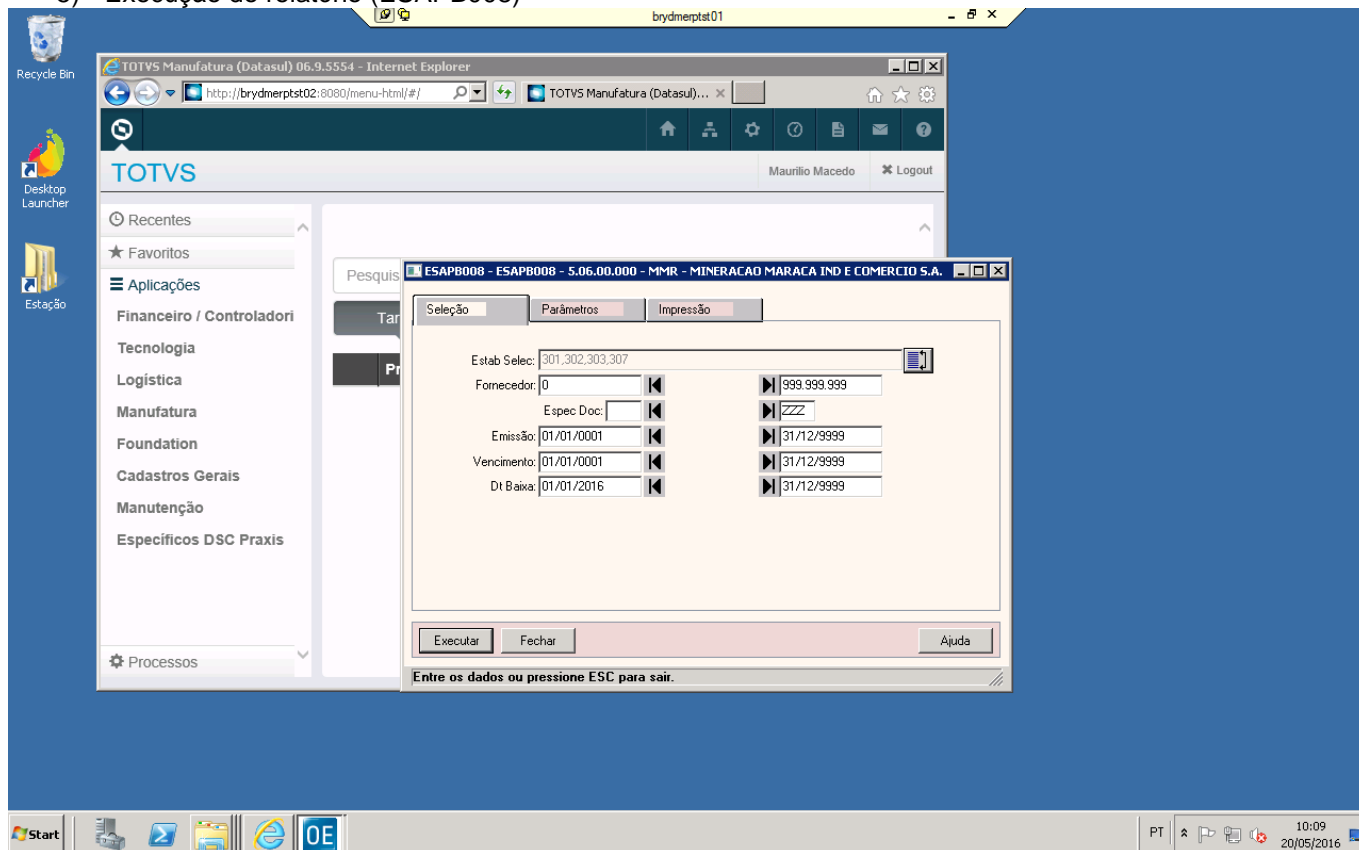 brydmerptst01
Recycle Bin
TOTVS Manufatura (Datasul) 06.9.5554 - Internet Explorer
http://brydmerptst02:8080/menu-html/#/
TOTVS Manufatura (Datasul)...
TOTVS
Maurilio Macedo
Logout
Desktop Launcher
Estação
Recentes
Favoritos
Aplicações
Financeiro / Controladori
Tecnologia
Logística
Manufatura
Foundation
Cadastros Gerais
Manutenção
Específicos DSC Praxis
Processos
Pesquis
Tar
Pr
ESAPB008 - ESAPB008 - 5.06.00.000 - MMR - MINERACAO MARACA IND E COMERCIO S.A.
Seleção
Parâmetros
Impressão
Estab Selec: 301,302,303,307
Fornecedor: 0 999.999.999
Espec Doc: ZZZ
Emissão: 01/01/0001 31/12/9999
Vencimento: 01/01/0001 31/12/9999
Dt Baixa: 01/01/2016 31/12/9999
Executar
Fechar
Ajuda
Entre os dados ou pressione ESC para sair.
Start
OE
PT
10:09
20/05/2016